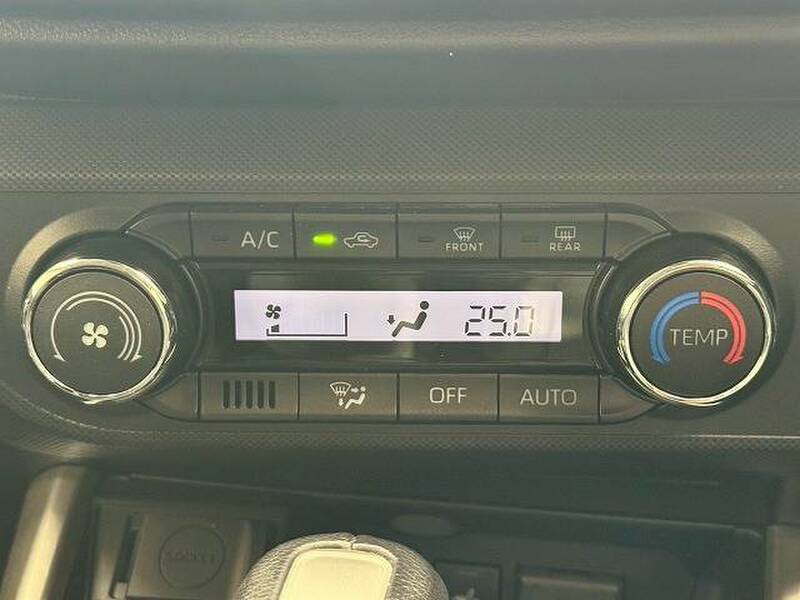 A/C
FRONT
REAR
25.0
TEMP
OFF
AUTO